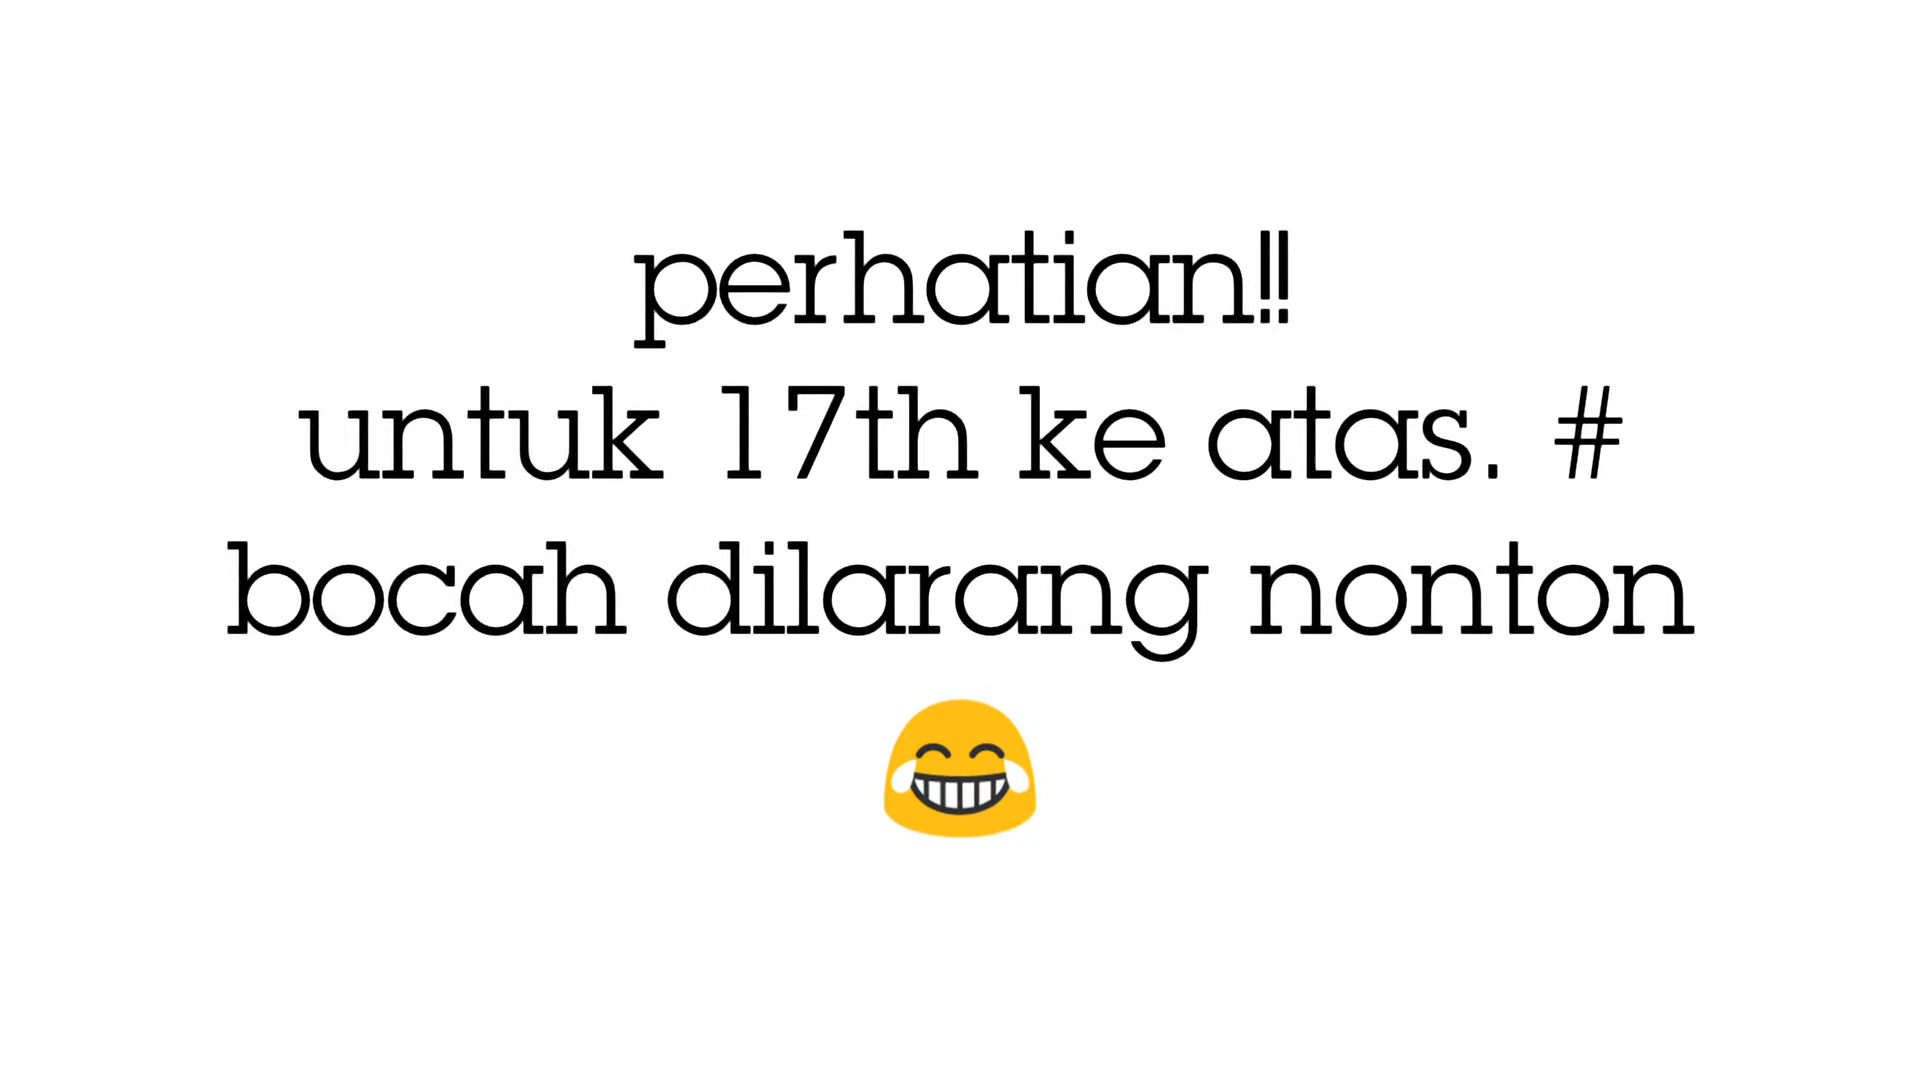 perhatian!!
untuk 17th ke atas. #
bocah dilarang nonton
😂